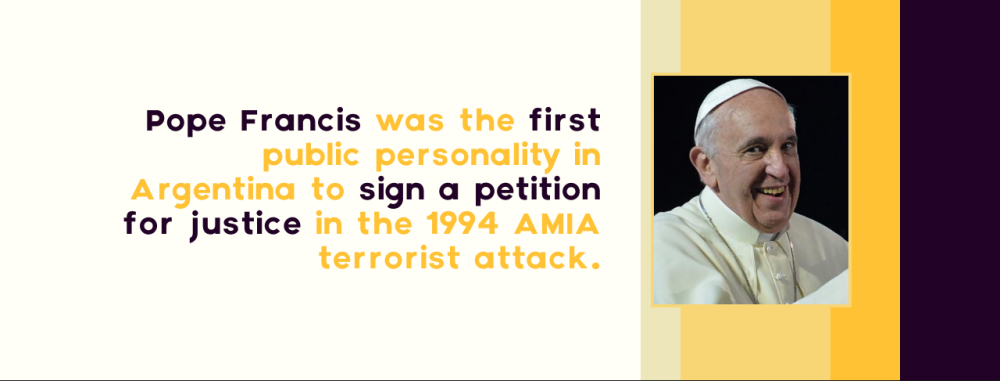 Pope Francis was the first
public personality in
Argentina to sign a petition
for justice in the 1994 AMIA
terrorist attack.